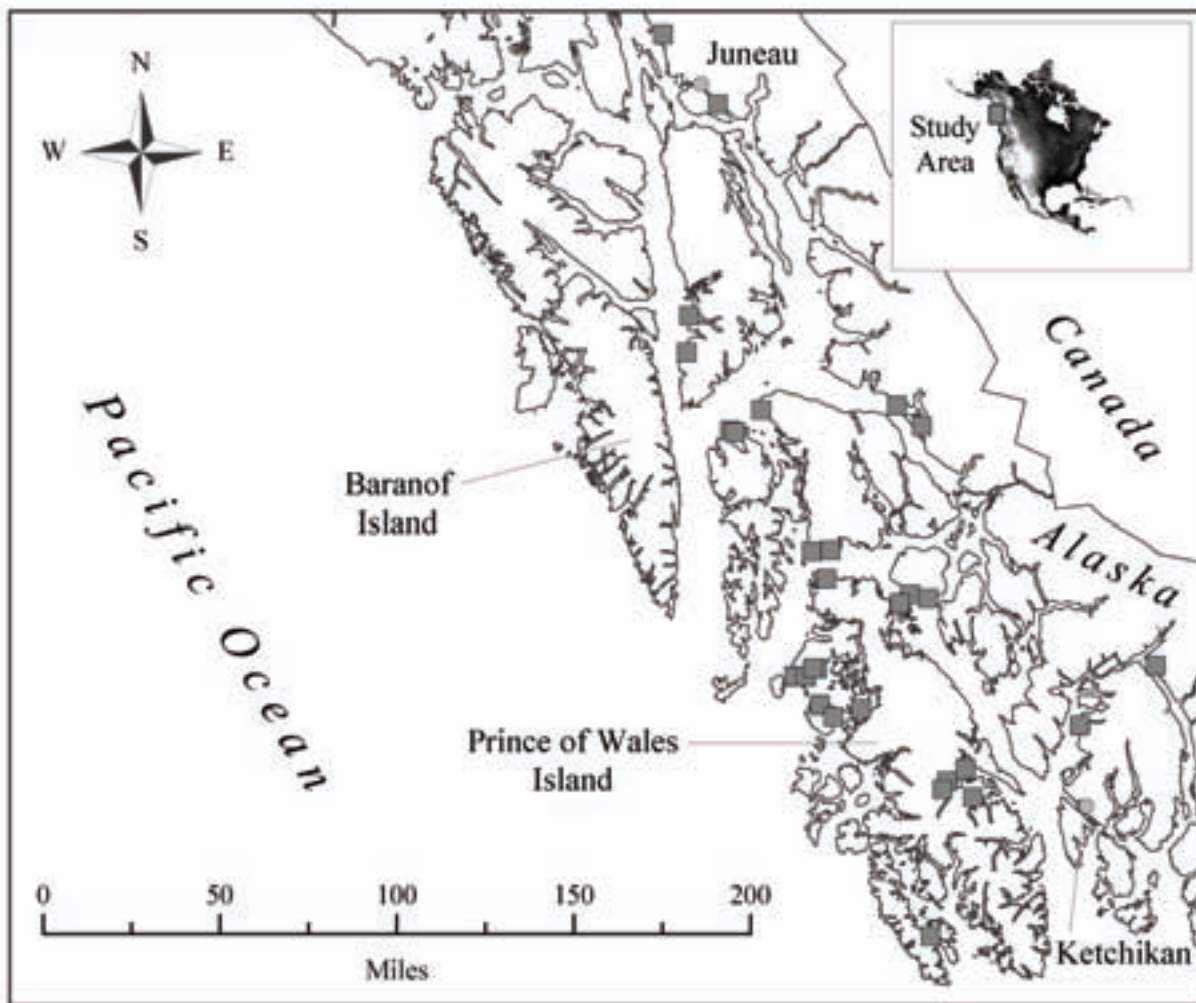 N
W E
S
Juneau
Study
Area
Canada
Pacific Ocean
Baranof
Island
Alaska
Prince of Wales
Island
0 50 100 150 200
Miles
Ketchikan